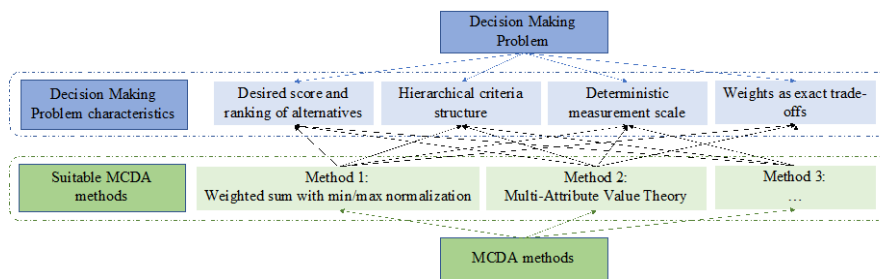 Decision Making
Problem
Decision Making
Problem characteristics
Desired score and
ranking of alternatives
Hierarchical criteria
structure
Deterministic
measurement scale
Weights as exact trade-
offs
Suitable MCDA
methods
Method 1:
Weighted sum with min/max normalization
Method 2:
Multi-Attribute Value Theory
Method 3:
...
MCDA methods